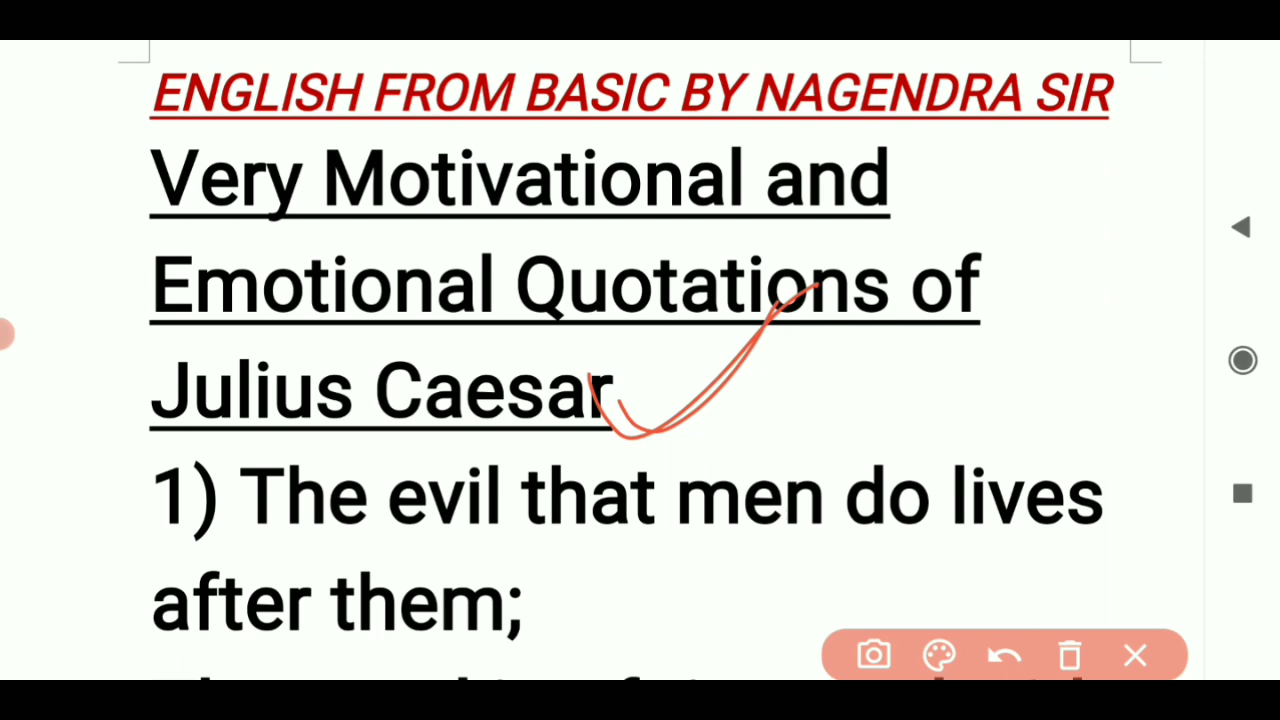 ENGLISH FROM BASIC BY NAGENDRA SIR
Very Motivational and
Emotional Quotations of
Julius Caesar
1) The evil that men do lives
after them;